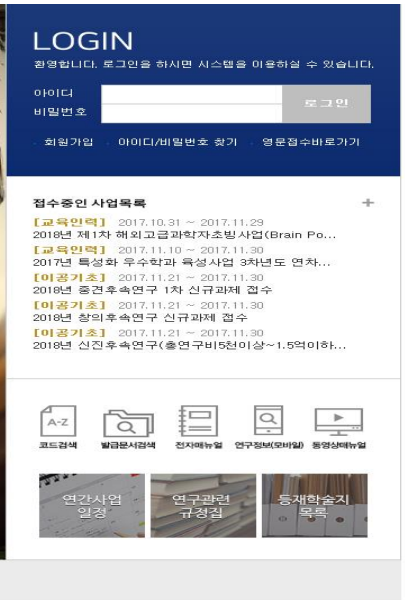 LOGIN
환영합니다. 로그인을 하시면 시스템을 이용하실 수 있습니다.
아이디
비밀번호
로그인
회원가입 아이디/비밀번호 찾기 영문접수바로가기
접수중인 사업목록 +
[교육인력] 2017.10.31 ~ 2017.11.29
2018년 제1차 해외고급과학자초빙사업(Brain Po...
[교육인력] 2017.11.10 ~ 2017.11.30
2017년 특성화 우수학과 육성사업 3차년도 연차...
[이공기초] 2017.11.21 ~ 2017.11.30
2018년 중견후속연구 1차 신규과제 접수
[이공기초] 2017.11.21 ~ 2017.11.30
2018년 창의후속연구 신규과제 접수
[이공기초] 2017.11.21 ~ 2017.11.30
2018년 신진후속연구(총연구비5천이상~1.5억이하...
A-Z
코드검색 발급문서검색 전자매뉴얼 연구정보(모바일) 동영상매뉴얼
연간사업 일정
연구관련 규정집
등재학술지 목록